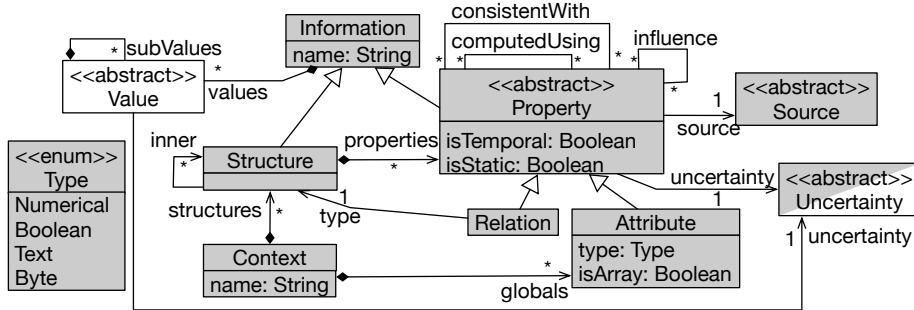 consistentWith
Information
name: String
subValues
*
computedUsing
influence
*
*
*
*
*
*
*
*
values
<<abstract>>
Value
<<abstract>>
Property
isTemporal: Boolean
isStatic: Boolean
1
source
<<abstract>>
Source
inner
*
Structure
properties
*
<<enum>>
Type
Numerical
Boolean
Text
Byte
structures
*
1
type
Relation
uncertainty
1
<<abstract>>
Uncertainty
Attribute
type: Type
isArray: Boolean
1
uncertainty
Context
name: String
*
globals